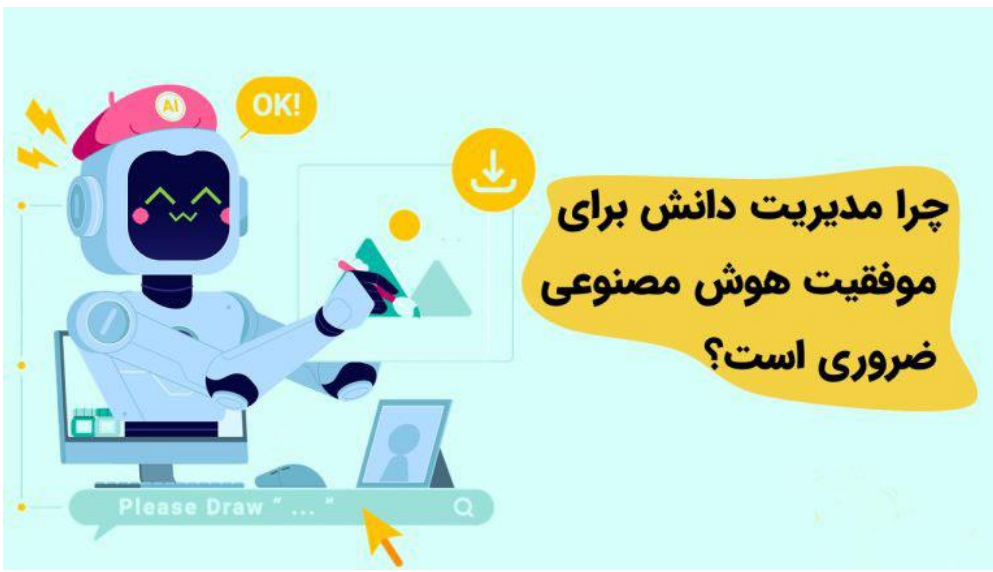 AI
OK!
چرا مدیریت دانش برای
موفقیت هوش مصنوعی
ضروری است؟
Please Draw “ ... ”